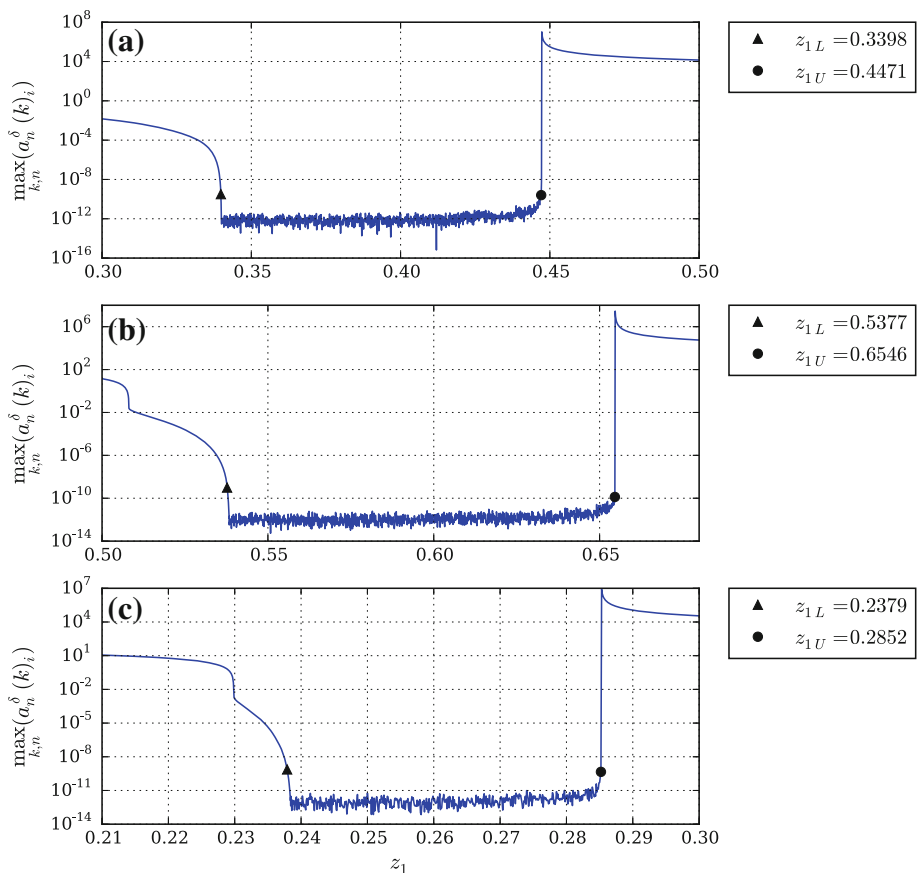 (a)
max_{k,n}(a_n^δ(k)_i)
10^8
10^4
10^0
10^{-4}
10^{-8}
10^{-12}
10^{-16}
0.30 0.35 0.40 0.45 0.50
▲ z_{1L}=0.3398
● z_{1U}=0.4471
(b)
max_{k,n}(a_n^δ(k)_i)
10^6
10^2
10^{-2}
10^{-6}
10^{-10}
10^{-14}
0.50 0.55 0.60 0.65
▲ z_{1L}=0.5377
● z_{1U}=0.6546
(c)
max_{k,n}(a_n^δ(k)_i)
10^7
10^4
10^1
10^{-2}
10^{-5}
10^{-8}
10^{-11}
10^{-14}
0.21 0.22 0.23 0.24 0.25 0.26 0.27 0.28 0.29 0.30
z_1
▲ z_{1L}=0.2379
● z_{1U}=0.2852